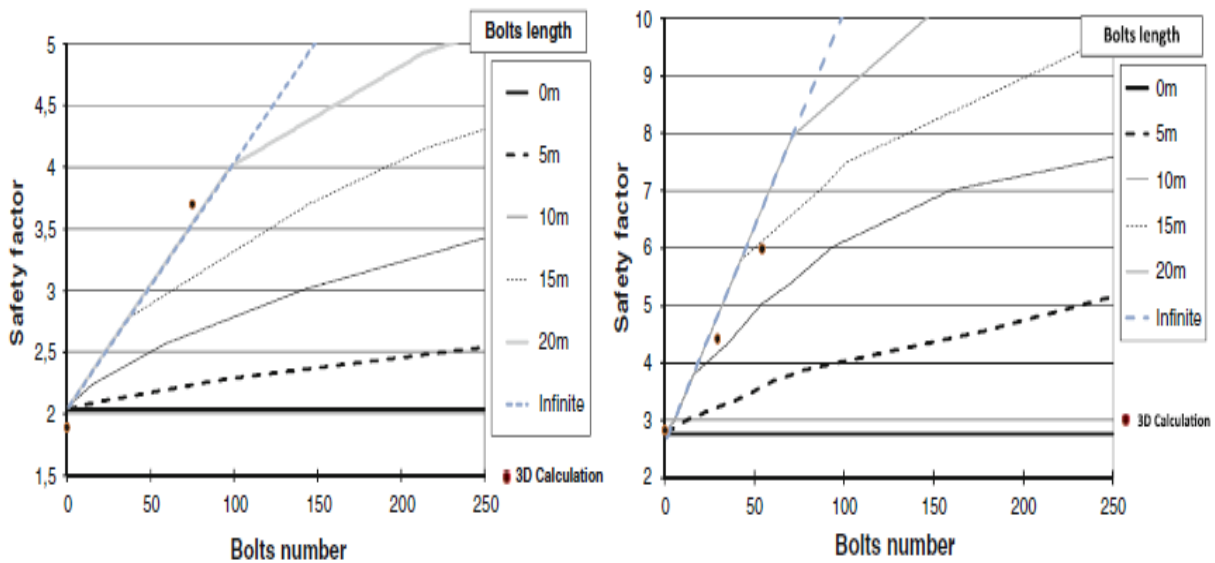 Bolts length
5
4,5
4
3,5
3
2,5
2
1,5
Safety factor
0 50 100 150 200 250
Bolts number
0m
5m
10m
15m
20m
Infinite
3D Calculation
Bolts length
10
9
8
7
6
5
4
3
2
Safety factor
0 50 100 150 200 250
Bolts number
0m
5m
10m
15m
20m
Infinite
3D Calculation